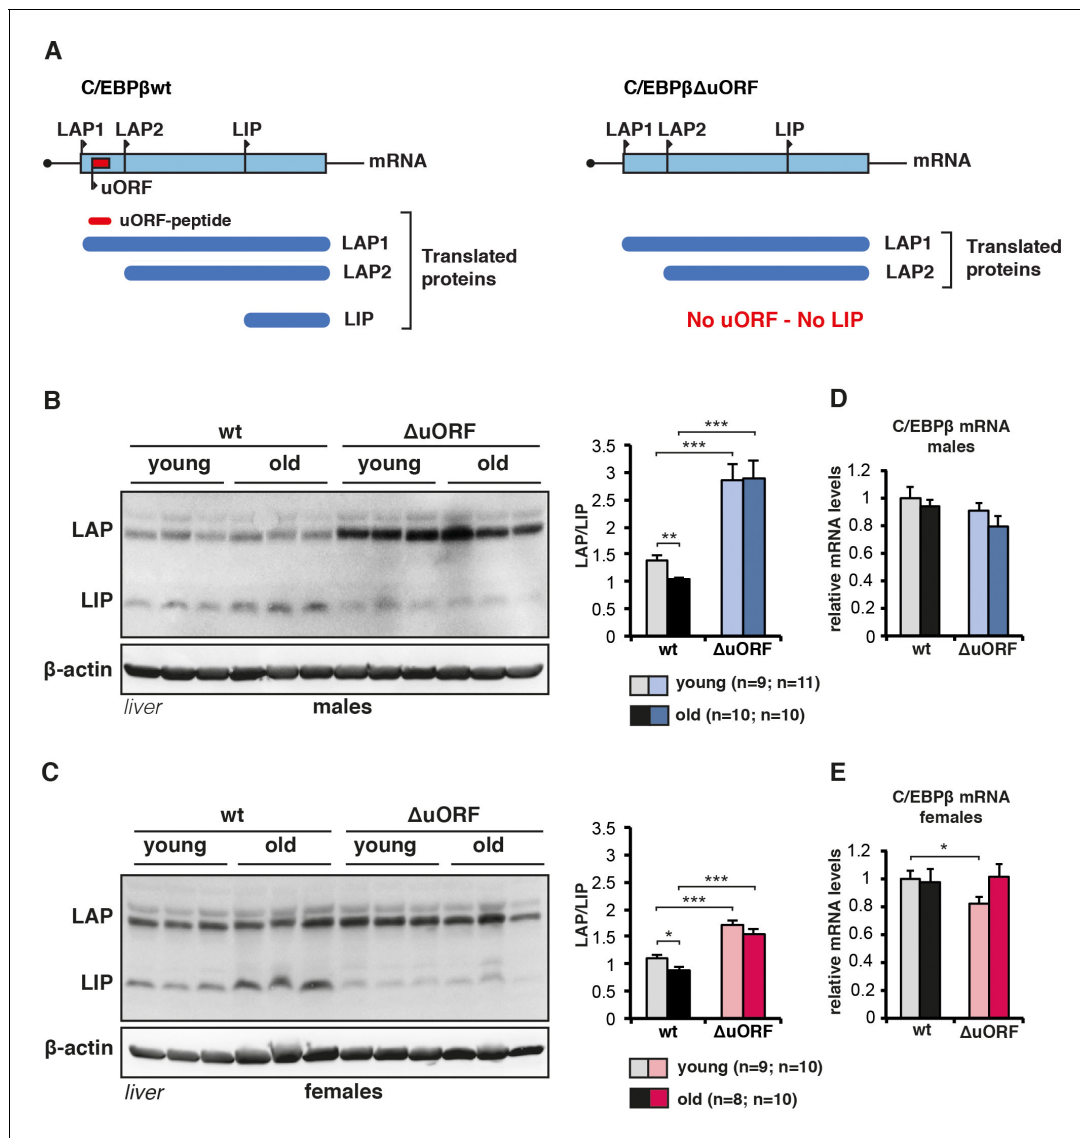 A
C/EBPβwt
LAP1 LAP2 LIP
mRNA
uORF
uORF-peptide
LAP1
LAP2
LIP
Translated
proteins
C/EBPβΔuORF
LAP1 LAP2 LIP
mRNA
LAP1
LAP2
Translated
proteins
No uORF - No LIP
B
wt ΔuORF
young old young old
LAP
LIP
β-actin
liver males
LAP/LIP
3.5
3
2.5
2
1.5
1
0.5
0
***
***
**
wt ΔuORF
young (n=9; n=11)
old (n=10; n=10)
D
C/EBPβ mRNA
males
relative mRNA levels
1.2
1
0.8
0.6
0.4
0.2
0
wt ΔuORF
C
wt ΔuORF
young old young old
LAP
LIP
β-actin
liver females
LAP/LIP
3.5
3
2.5
2
1.5
1
0.5
0
***
***
*
wt ΔuORF
young (n=9; n=10)
old (n=8; n=10)
E
C/EBPβ mRNA
females
relative mRNA levels
1.2
1
0.8
0.6
0.4
0.2
0
*
wt ΔuORF